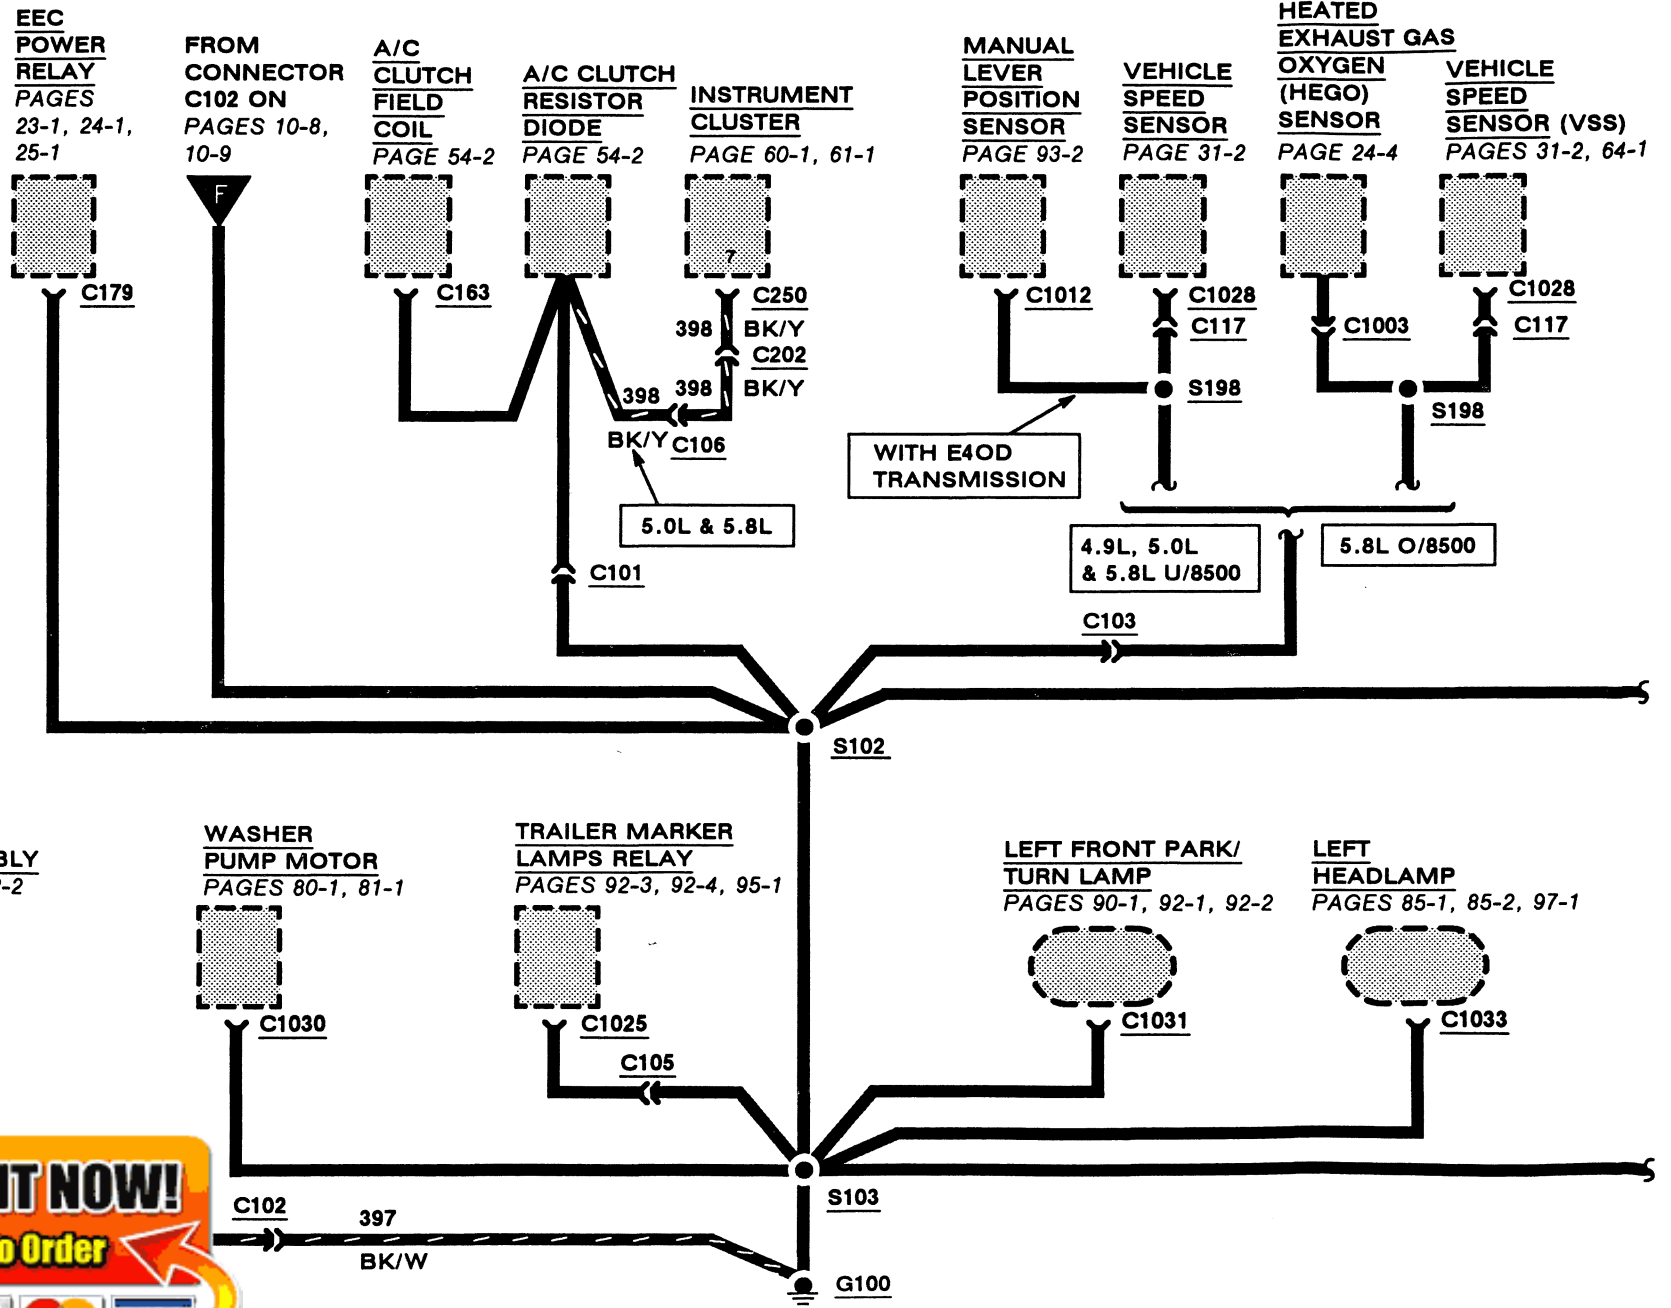 EEC
POWER
RELAY
PAGES
23-1, 24-1,
25-1
FROM
CONNECTOR
C102 ON
PAGES 10-8,
10-9
A/C
CLUTCH
FIELD
COIL
PAGE 54-2
A/C CLUTCH
RESISTOR
DIODE
PAGE 54-2
INSTRUMENT
CLUSTER
PAGE 60-1, 61-1
MANUAL
LEVER
POSITION
SENSOR
PAGE 93-2
VEHICLE
SPEED
SENSOR
PAGE 31-2
HEATED
EXHAUST GAS
OXYGEN
(HEGO)
SENSOR
PAGE 24-4
VEHICLE
SPEED
SENSOR (VSS)
PAGES 31-2, 64-1
F
7
C179
C163
C250
398 BK/Y
C202
398 BK/Y
398
BK/Y C106
5.0L & 5.8L
C101
C1012
C1028
C117
S198
WITH E4OD
TRANSMISSION
C1003
C1028
C117
S198
4.9L, 5.0L
& 5.8L U/8500
5.8L O/8500
C103
S102
BLY
-2
WASHER
PUMP MOTOR
PAGES 80-1, 81-1
TRAILER MARKER
LAMPS RELAY
PAGES 92-3, 92-4, 95-1
LEFT FRONT PARK/
TURN LAMP
PAGES 90-1, 92-1, 92-2
LEFT
HEADLAMP
PAGES 85-1, 85-2, 97-1
C1030
C1025
C105
C1031
C1033
S103
C102
397
BK/W
G100
IT NOW!
o Order